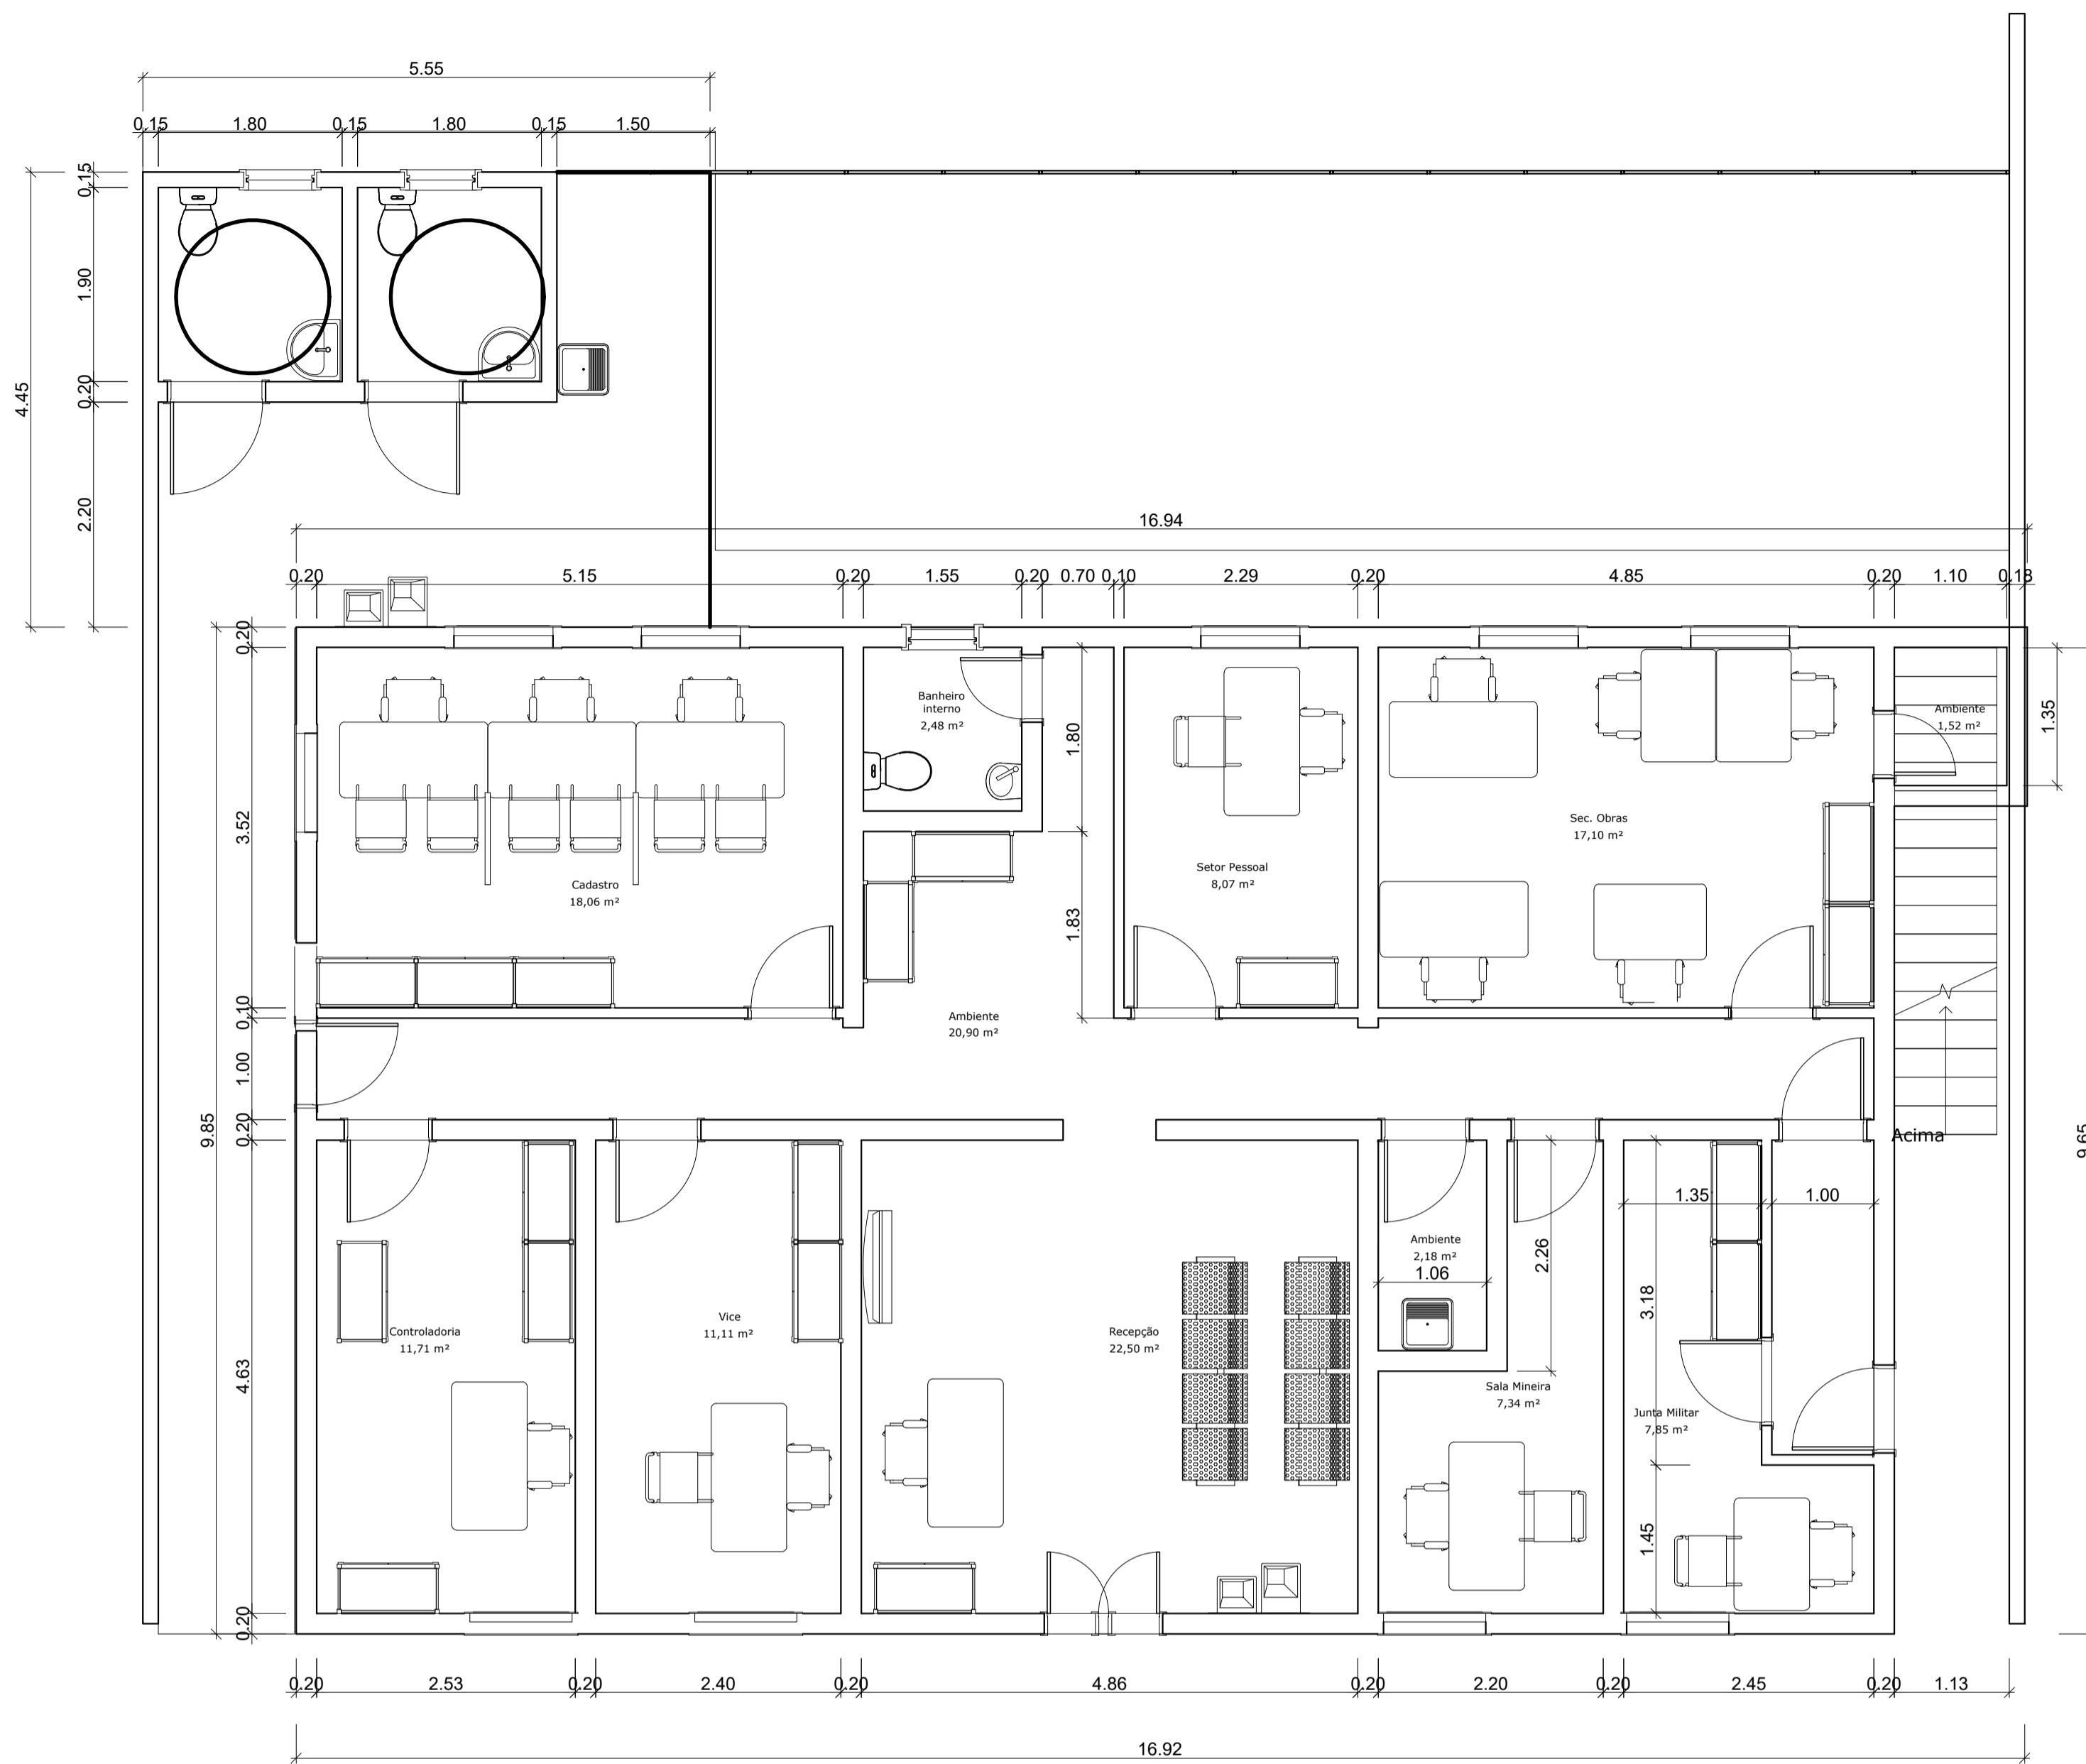 5.55
0.15 1.80 0.15 1.80 0.15 1.50
0.15
1.90
4.45
0.20
2.20
16.94
0.20 5.15 0.20 1.55 0.20 0.70 0.10 2.29 0.20 4.85 0.20 1.10 0.18
0.20
Banheiro
interno
2,48 m²
Ambiente
1,52 m²
1.35
1.80
3.52
Sec. Obras
17,10 m²
Setor Pessoal
8,07 m²
Cadastro
18,06 m²
1.83
0.10
Ambiente
20,90 m²
1.00
9.85
0.20
Acima
9.65
1.35 1.00
Ambiente
2,18 m²
1.06
2.26
3.18
Vice
11,11 m²
Controladoria
11,71 m²
Recepção
22,50 m²
4.63
Sala Mineira
7,34 m²
Junta Militar
7,85 m²
1.45
0.20
0.20 2.53 0.20 2.40 0.20 4.86 0.20 2.20 0.20 2.45 0.20 1.13
16.92